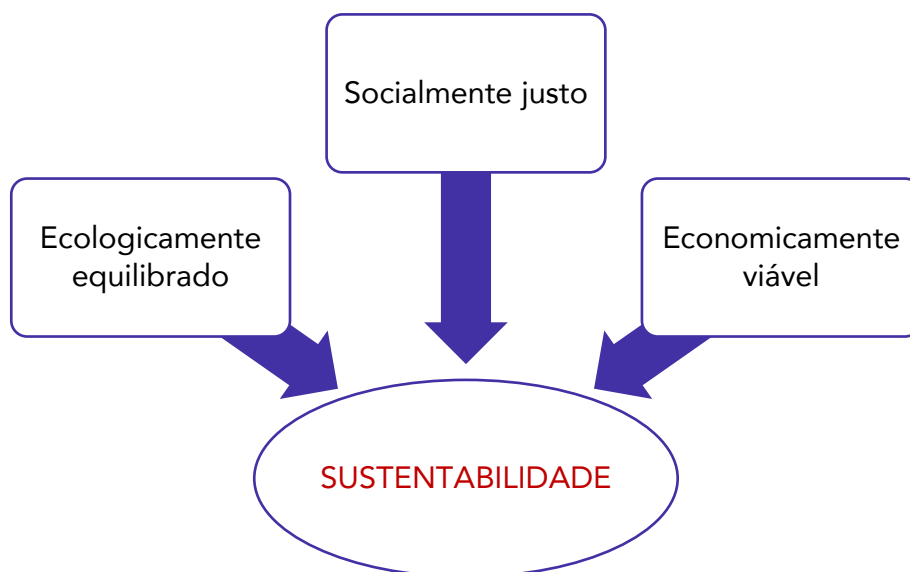 Socialmente justo
Ecologicamente
equilibrado
Economicamente
viável
SUSTENTABILIDADE